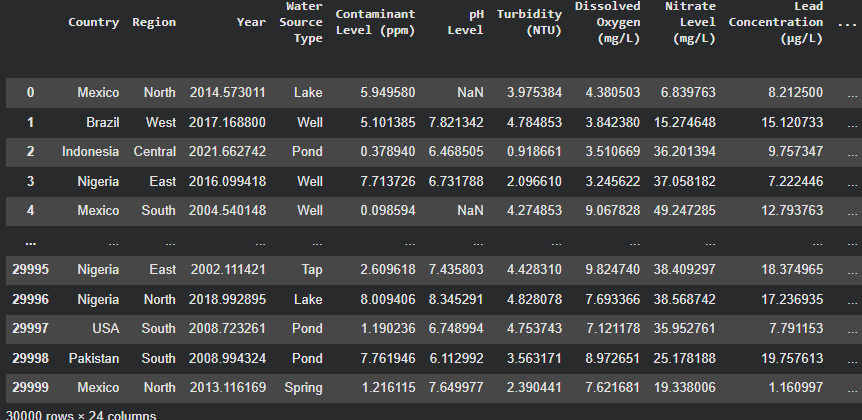 Country Region Year Water Source Type Contaminant Level (ppm) pH Level Turbidity (NTU) Dissolved Oxygen (mg/L) Nitrate Level (mg/L) Lead Concentration (µg/L) ...
0 Mexico North 2014.573011 Lake 5.949580 NaN 3.975384 4.380503 6.839763 8.212500 ...
1 Brazil West 2017.168800 Well 5.101385 7.821342 4.784853 3.842380 15.274648 15.120733 ...
2 Indonesia Central 2021.662742 Pond 0.378940 6.468505 0.918661 3.510669 36.201394 9.757347 ...
3 Nigeria East 2016.099418 Well 7.713726 6.731788 2.096610 3.245622 37.058182 7.222446 ...
4 Mexico South 2004.540148 Well 0.098594 NaN 4.274853 9.067828 49.247285 12.793763 ...
... ... ... ... ... ... ... ... ... ... ... ...
29995 Nigeria East 2002.111421 Tap 2.609618 7.435803 4.428310 9.824740 38.409297 18.374965 ...
29996 Nigeria North 2018.992895 Lake 8.009406 8.345291 4.828078 7.693366 38.568742 17.236935 ...
29997 USA South 2008.723261 Pond 1.190236 6.748994 4.753743 7.121178 35.952761 7.791153 ...
29998 Pakistan South 2008.994324 Pond 7.761946 6.112992 3.563171 8.972651 25.178188 19.757613 ...
29999 Mexico North 2013.116169 Spring 1.216115 7.649977 2.390441 7.621681 19.338006 1.160997 ...
30000 rows × 24 columns